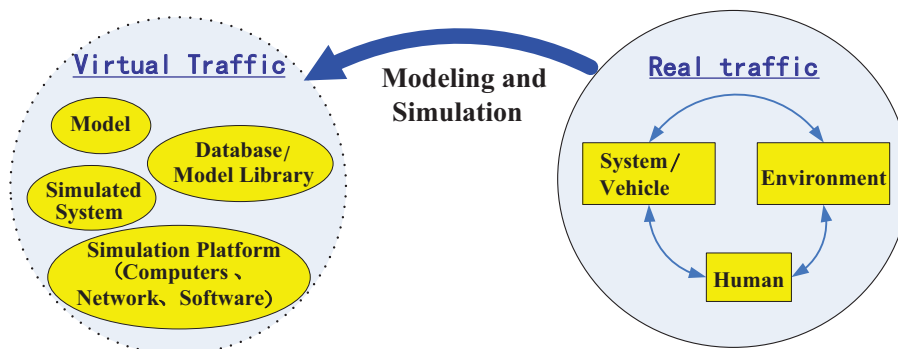 Virtual Traffic
Model
Database/
Model Library
Simulated
System
Simulation Platform
(Computers 、
Network、Software)
Modeling and
Simulation
Real traffic
System/
Vehicle
Environment
Human